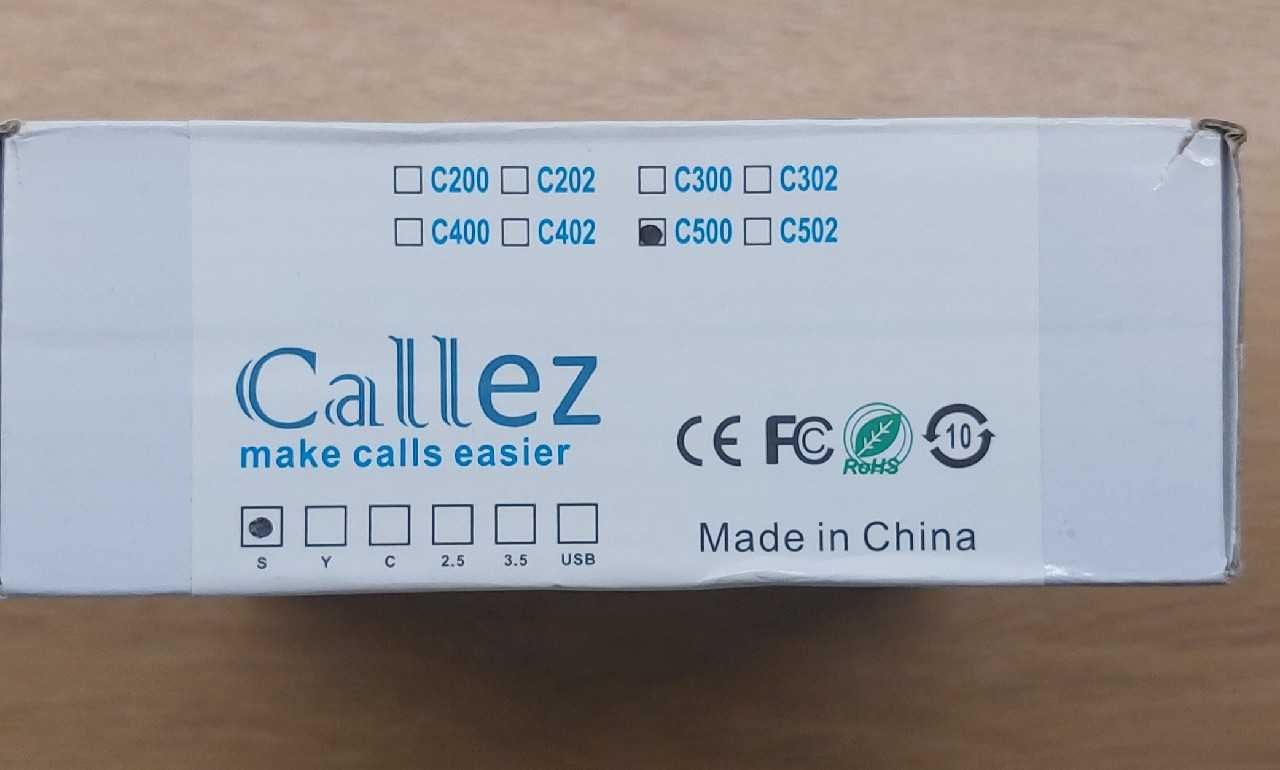 C200 C202 C300 C302
C400 C402 C500 C502
Callez
make calls easier
CE FC RoHS 10
S Y C 2.5 3.5 USB
Made in China